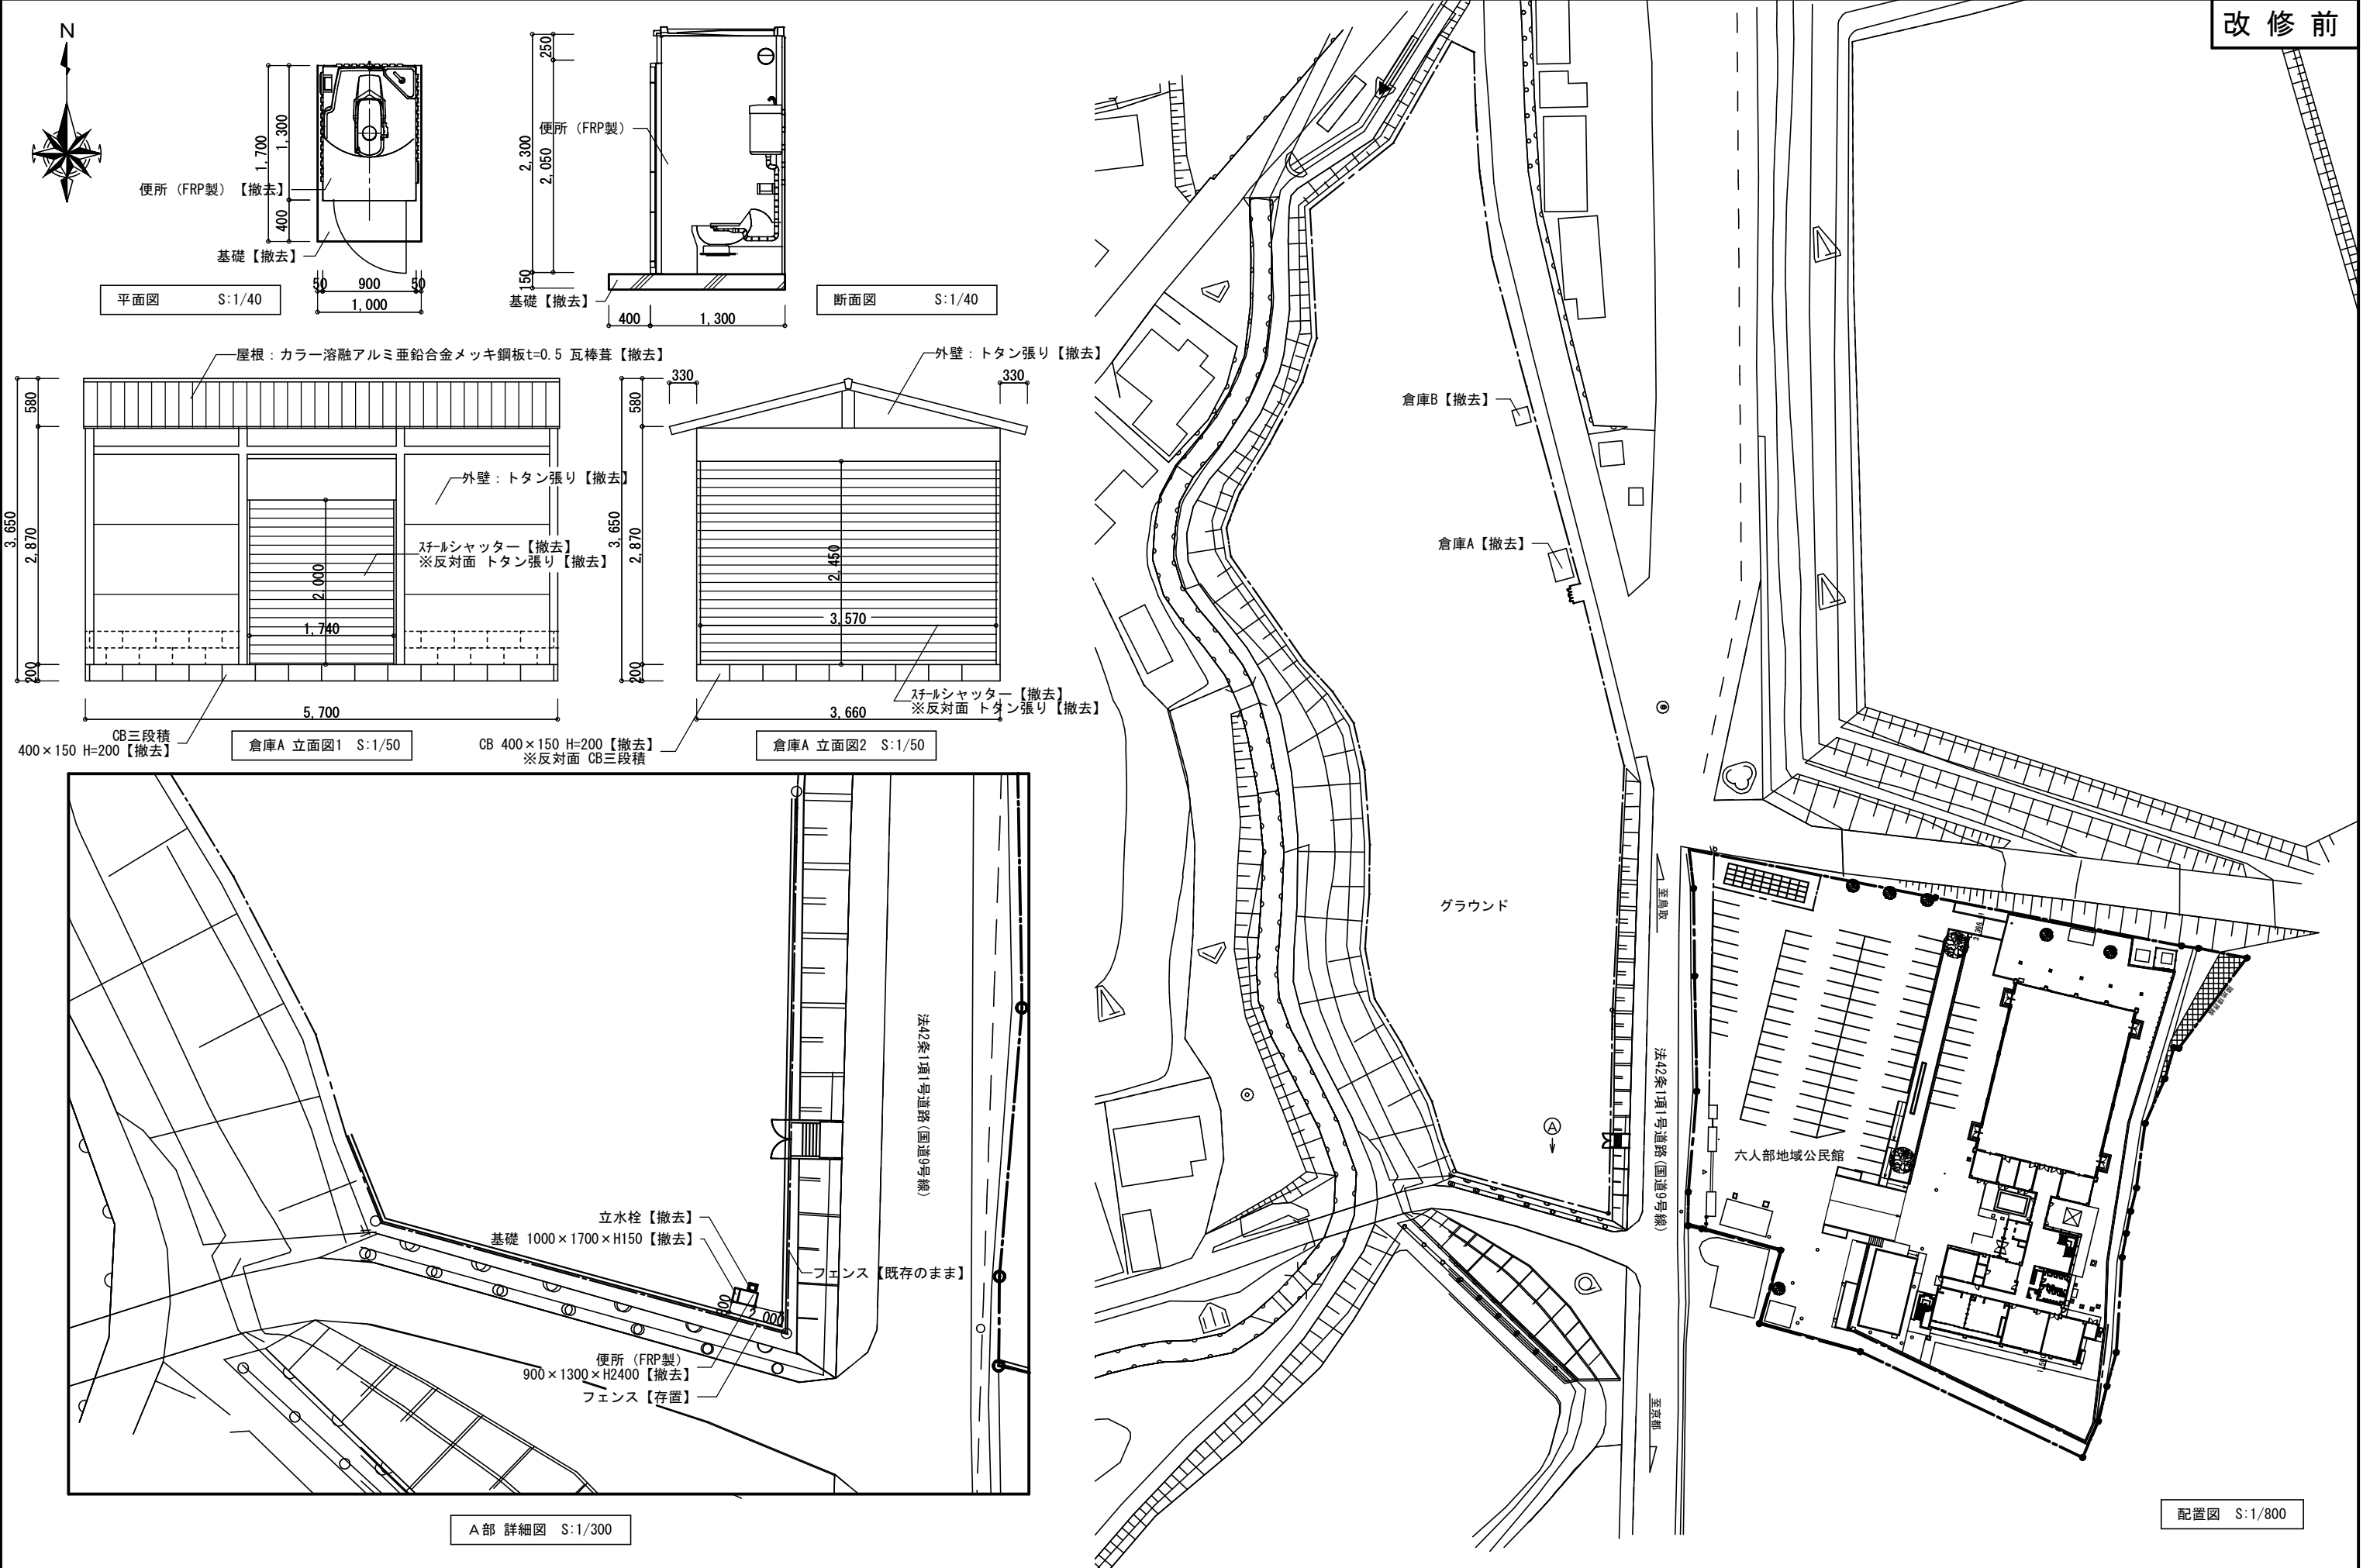 改修前
N
1,700
1,300
400
便所（FRP製）【撤去】
基礎【撤去】
50
900
50
1,000
平面図 S:1/40
250
2,300
2,050
150
便所（FRP製）
基礎【撤去】
400
1,300
断面図 S:1/40
屋根：カラー溶融アルミ亜鉛合金メッキ鋼板t=0.5 瓦棒葺【撤去】
580
3,650
2,870
200
外壁：トタン張り【撤去】
ｽﾁｰﾙシャッター【撤去】
※反対面 トタン張り【撤去】
2,000
1,740
5,700
CB三段積
400×150 H=200【撤去】
倉庫A 立面図1 S:1/50
外壁：トタン張り【撤去】
330
330
580
3,650
2,870
200
2,450
3,570
ｽﾁｰﾙシャッター【撤去】
※反対面 トタン張り【撤去】
3,660
CB 400×150 H=200【撤去】
※反対面 CB三段積
倉庫A 立面図2 S:1/50
法42条1項1号道路(国道9号線)
立水栓【撤去】
基礎 1000×1700×H150【撤去】
フェンス【既存のまま】
便所（FRP製）
900×1300×H2400【撤去】
フェンス【存置】
A部 詳細図 S:1/300
倉庫B【撤去】
倉庫A【撤去】
グラウンド
至鳥取
法42条1項1号道路(国道9号線)
A
六人部地域公民館
至京都
配置図 S:1/800